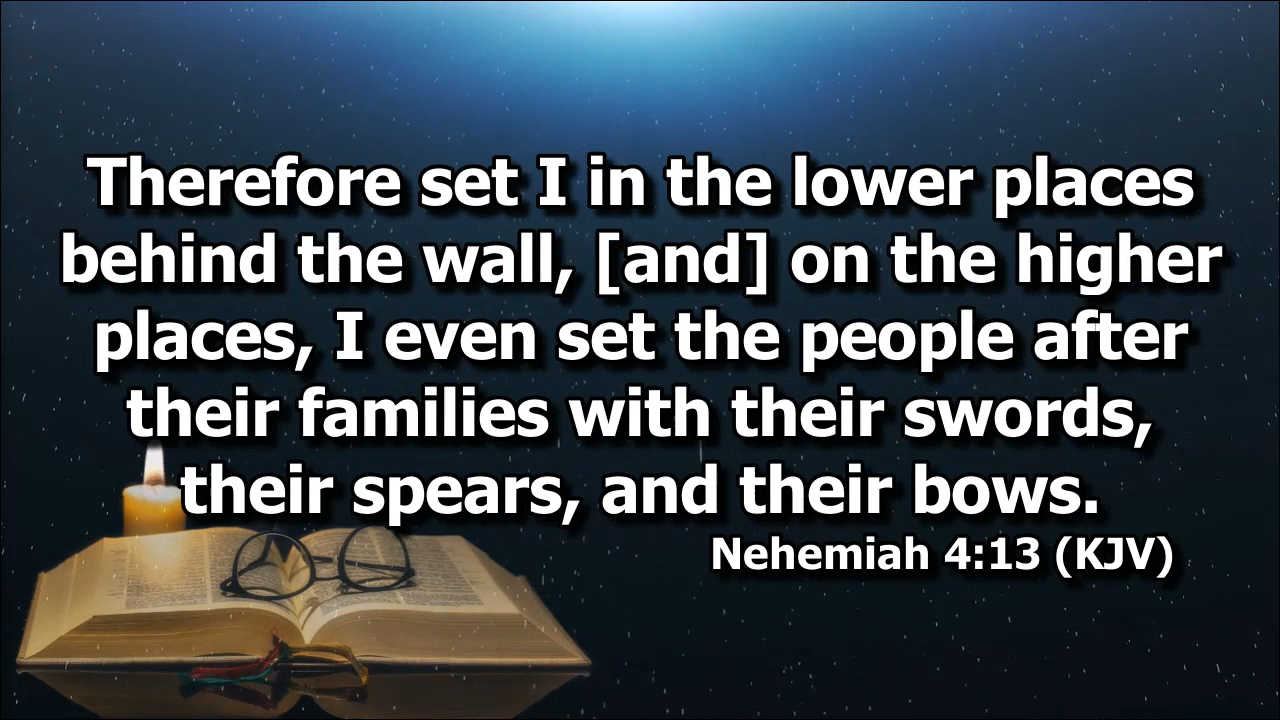 Therefore set I in the lower places
behind the wall, [and] on the higher
places, I even set the people after
their families with their swords,
their spears, and their bows.
Nehemiah 4:13 (KJV)